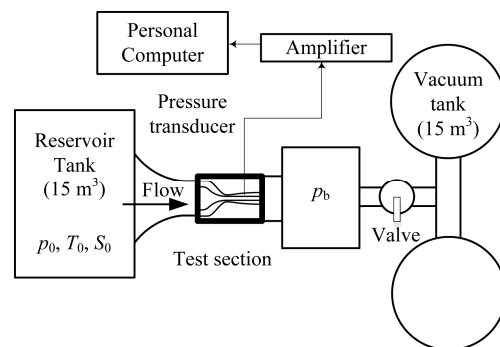 Personal
Computer
Amplifier
Pressure
transducer
Vacuum
tank
(15 m³)
Reservoir
Tank
(15 m³)
Flow
p₀, T₀, S₀
p_b
Valve
Test section